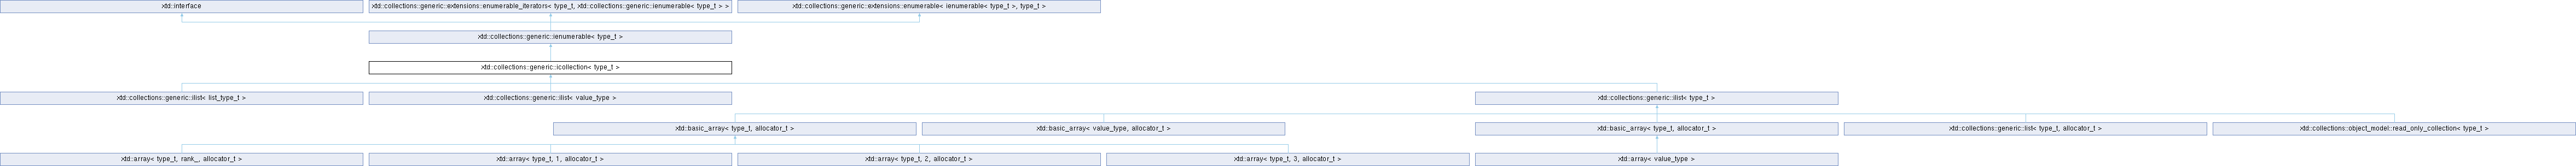 xtd::interface
xtd::collections::generic::extensions::enumerable_iterators< type_t, xtd::collections::generic::ienumerable< type_t > >
xtd::collections::generic::extensions::enumerable< ienumerable< type_t >, type_t >
xtd::collections::generic::ienumerable< type_t >
xtd::collections::generic::icollection< type_t >
xtd::collections::generic::ilist< list_type_t >
xtd::collections::generic::ilist< value_type >
xtd::collections::generic::ilist< type_t >
xtd::basic_array< type_t, allocator_t >
xtd::basic_array< value_type, allocator_t >
xtd::basic_array< type_t, allocator_t >
xtd::collections::generic::list< type_t, allocator_t >
xtd::collections::object_model::read_only_collection< type_t >
xtd::array< type_t, rank_, allocator_t >
xtd::array< type_t, 1, allocator_t >
xtd::array< type_t, 2, allocator_t >
xtd::array< type_t, 3, allocator_t >
xtd::array< value_type >